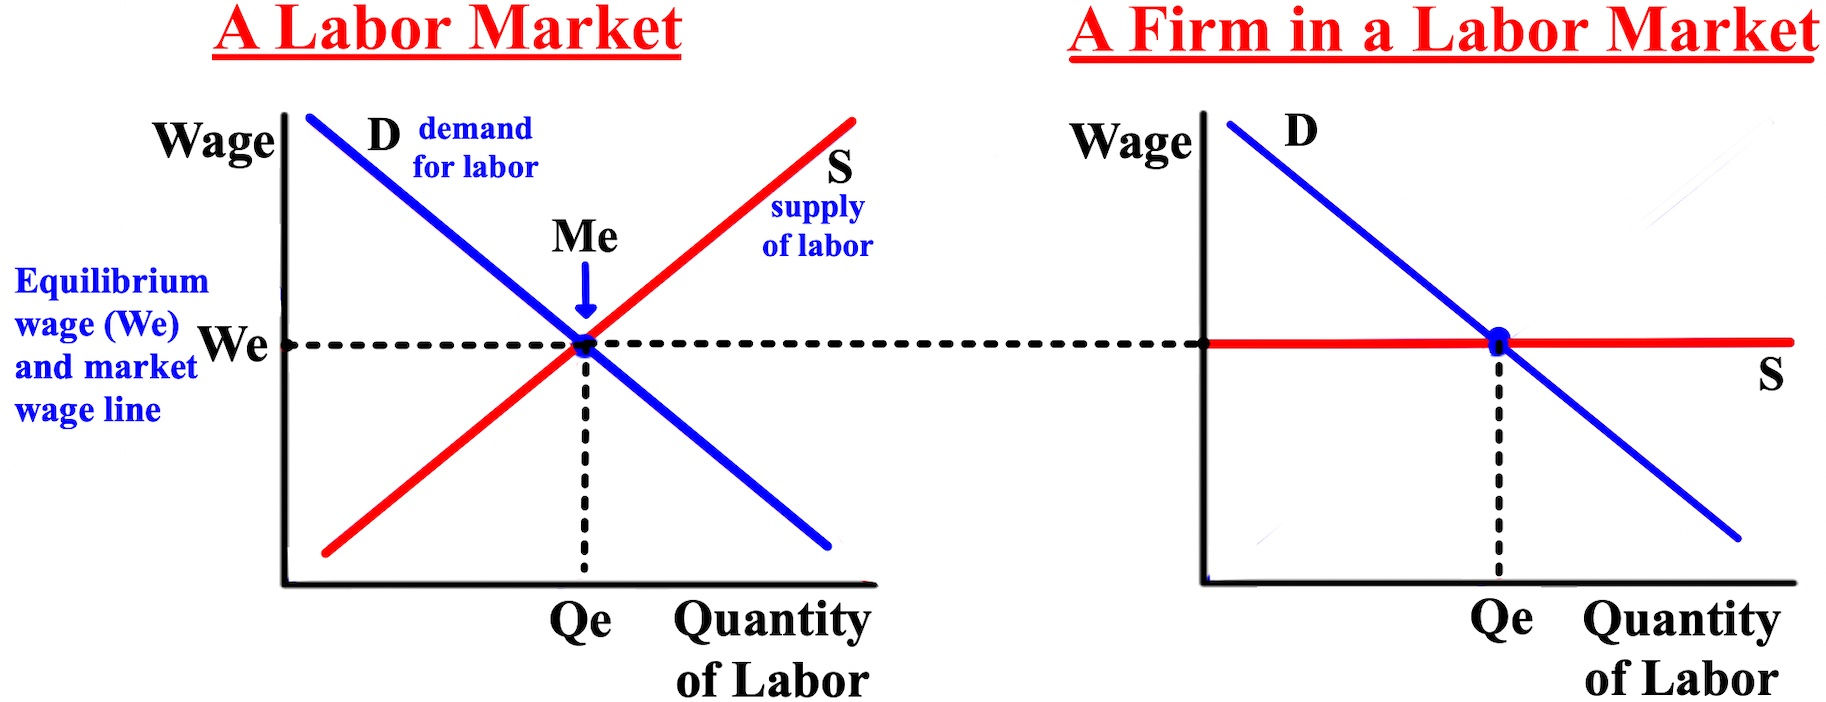 A Labor Market
Wage
D
demand
for labor
S
supply
of labor
Me
Equilibrium
wage (We)
and market
wage line
We
Qe
Quantity
of Labor
A Firm in a Labor Market
Wage
D
S
Qe
Quantity
of Labor